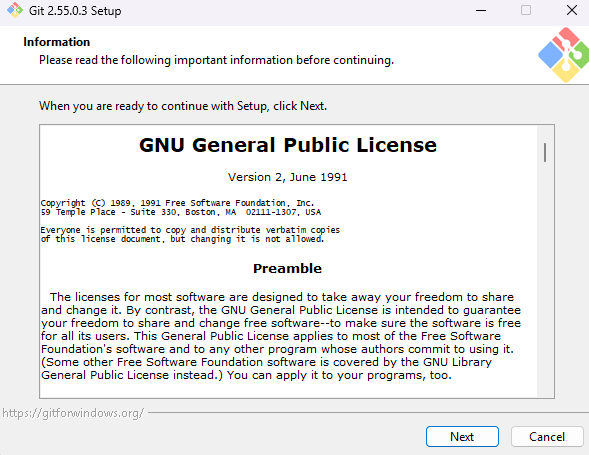 Git 2.55.0.3 Setup
Information
Please read the following important information before continuing.
When you are ready to continue with Setup, click Next.
GNU General Public License
Version 2, June 1991
Copyright (C) 1989, 1991 Free Software Foundation, Inc.
59 Temple Place - Suite 330, Boston, MA  02111-1307, USA
Everyone is permitted to copy and distribute verbatim copies
of this license document, but changing it is not allowed.
Preamble
The licenses for most software are designed to take away your freedom to share
and change it. By contrast, the GNU General Public License is intended to guarantee
your freedom to share and change free software--to make sure the software is free
for all its users. This General Public License applies to most of the Free Software
Foundation's software and to any other program whose authors commit to using it.
(Some other Free Software Foundation software is covered by the GNU Library
General Public License instead.) You can apply it to your programs, too.
https://gitforwindows.org/
Next
Cancel